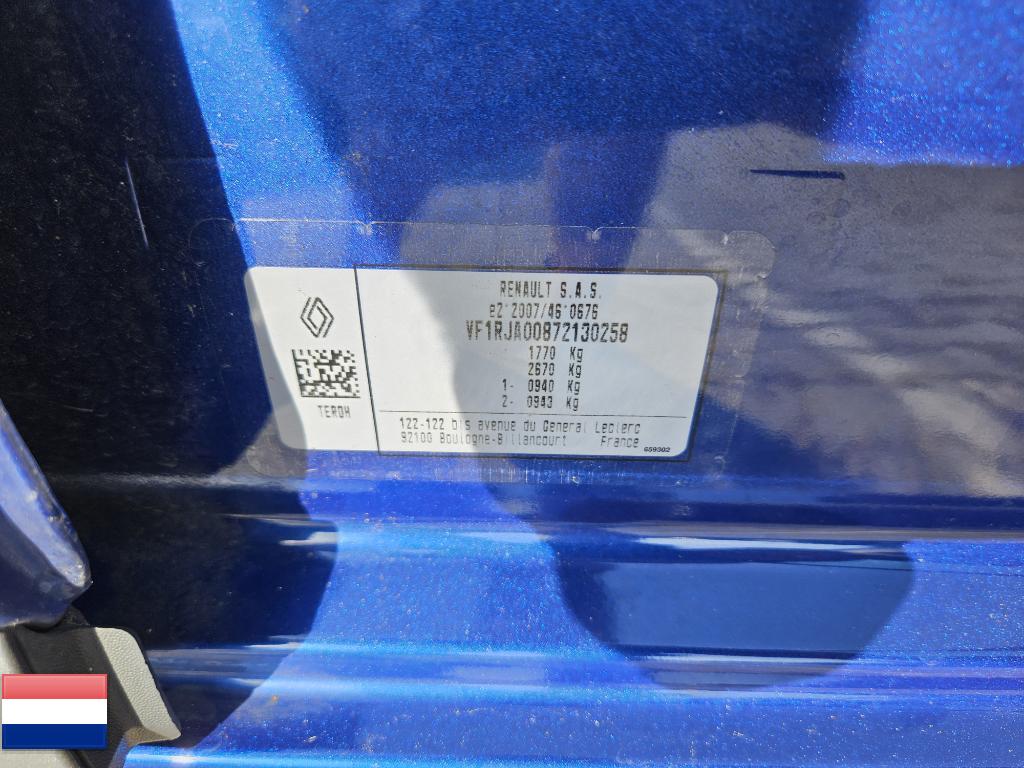 RENAULT S.A.S.
e2*2007/46*0676
VF1RJA00872130258
1770 Kg
2670 Kg
1- 0940 Kg
2- 0943 Kg
TEROH
122-122 bis avenue du General Leclerc
92100 Boulogne-Billancourt France
659302